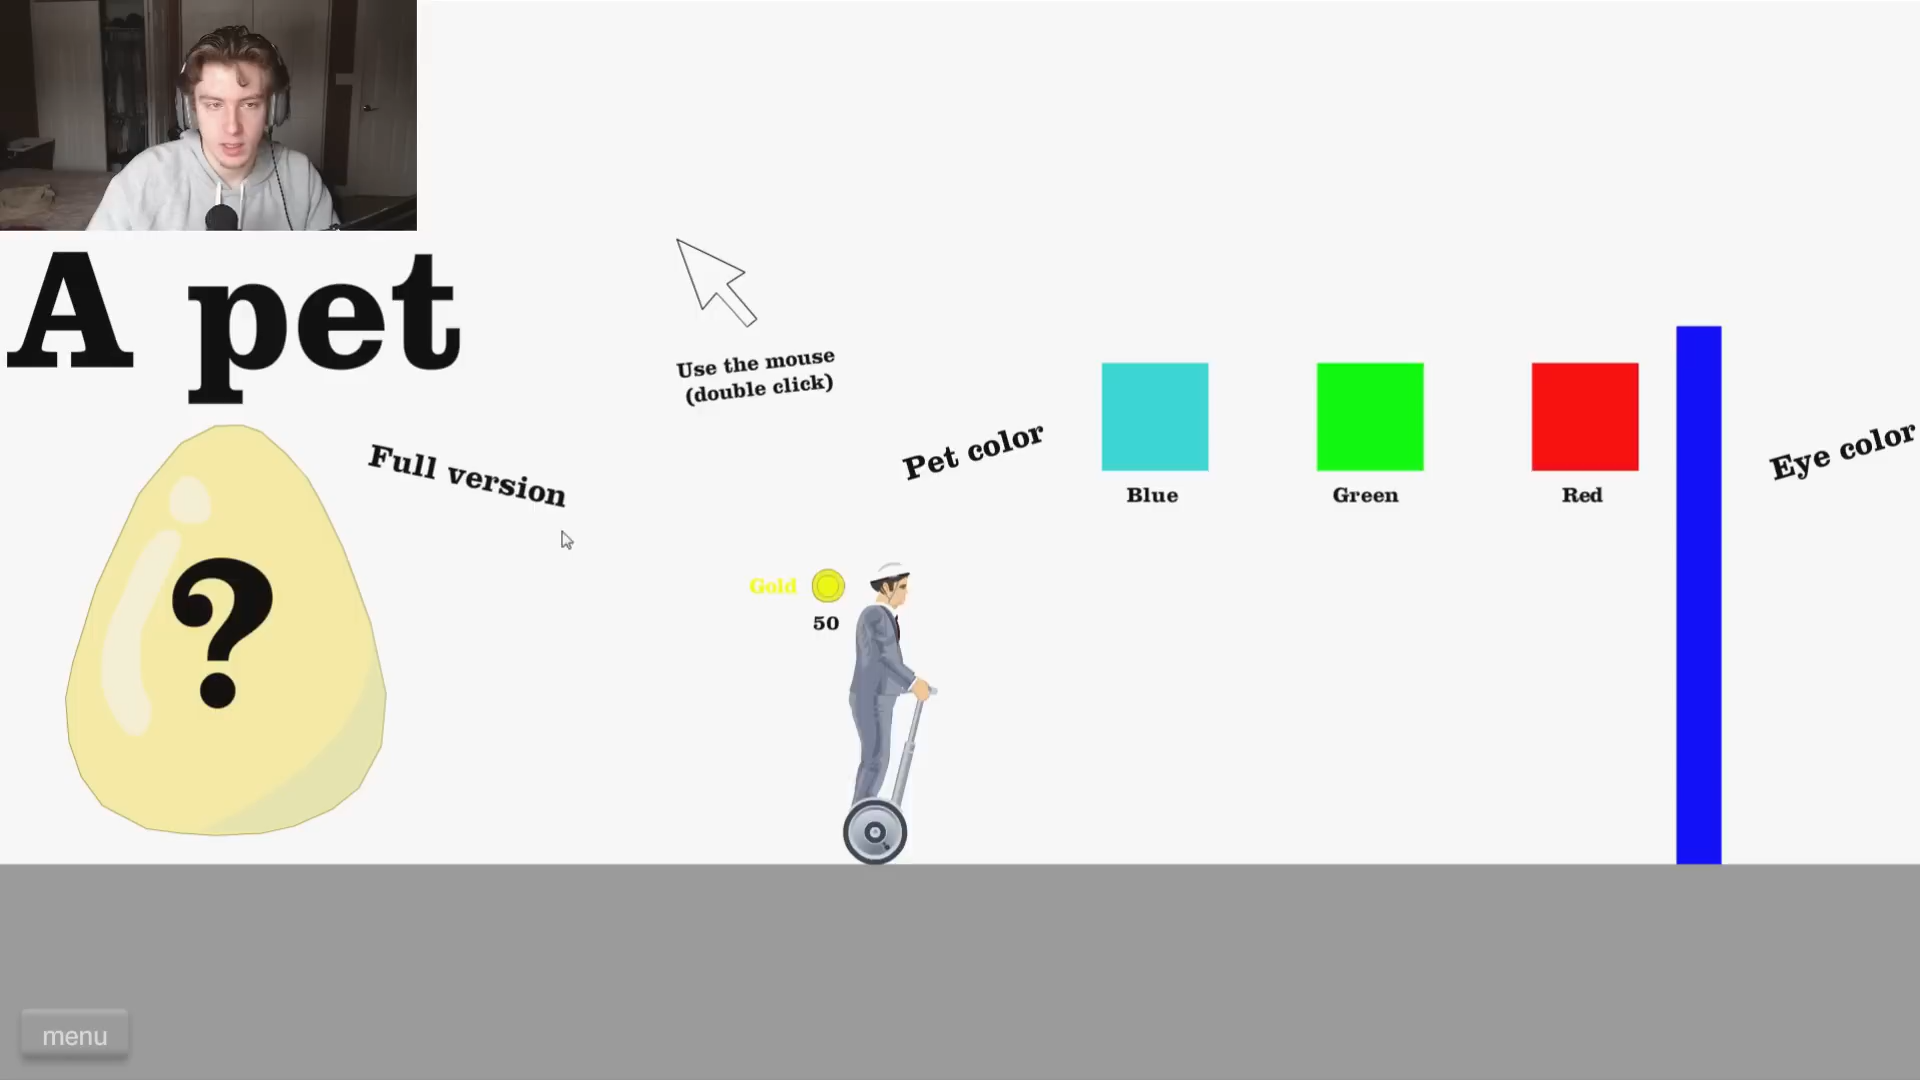 A pet
Full version
?
Use the mouse
(double click)
Pet color
Blue
Green
Red
Eye color
Gold
50
menu